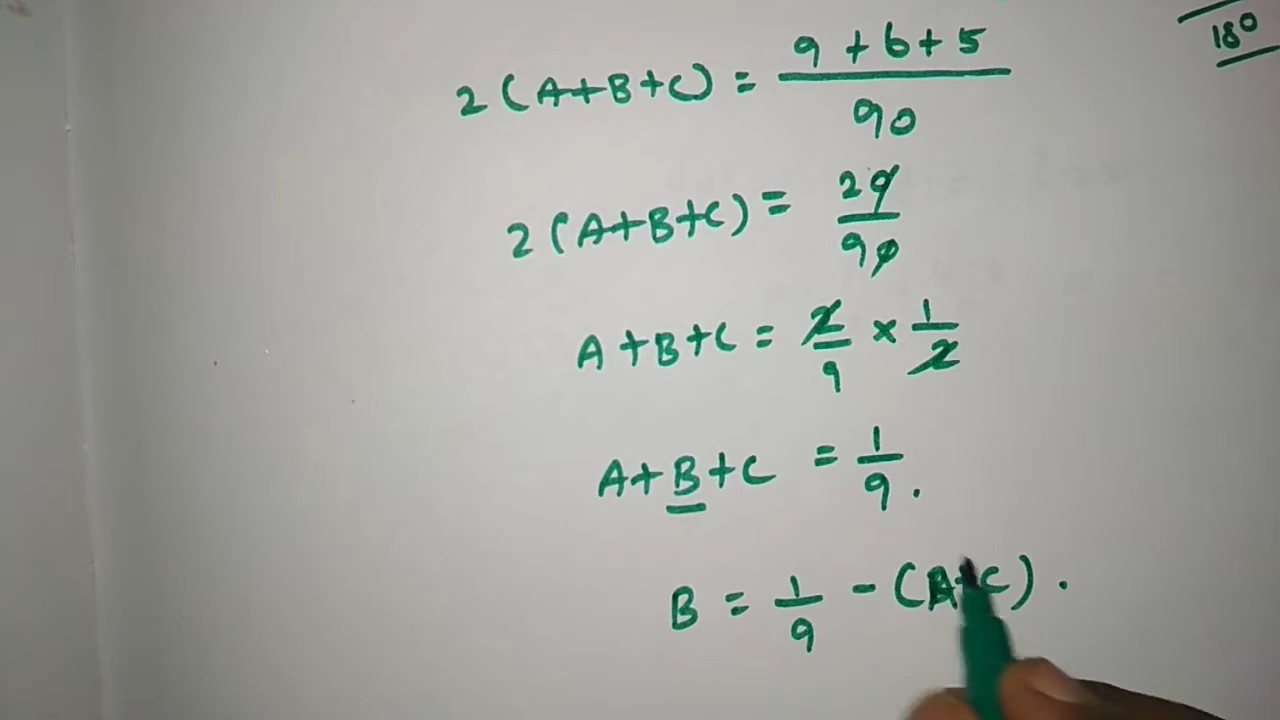 180
2(A+B+C) = 9+6+5/90
2(A+B+C) = 20/90
A+B+C = 2/9 × 1/2
A+B+C = 1/9.
B = 1/9 - (A+C).